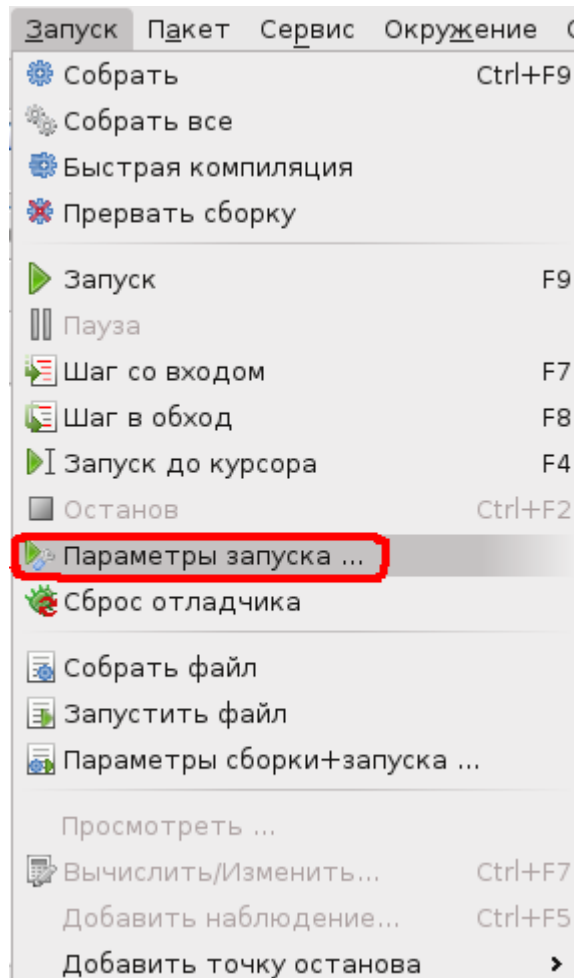 Запуск Пакет Сервис Окружение
Собрать Ctrl+F9
Собрать все
Быстрая компиляция
Прервать сборку
Запуск F9
Пауза
Шаг со входом F7
Шаг в обход F8
Запуск до курсора F4
Останов Ctrl+F2
Параметры запуска ...
Сброс отладчика
Собрать файл
Запустить файл
Параметры сборки+запуска ...
Просмотреть ...
Вычислить/Изменить... Ctrl+F7
Добавить наблюдение... Ctrl+F5
Добавить точку останова